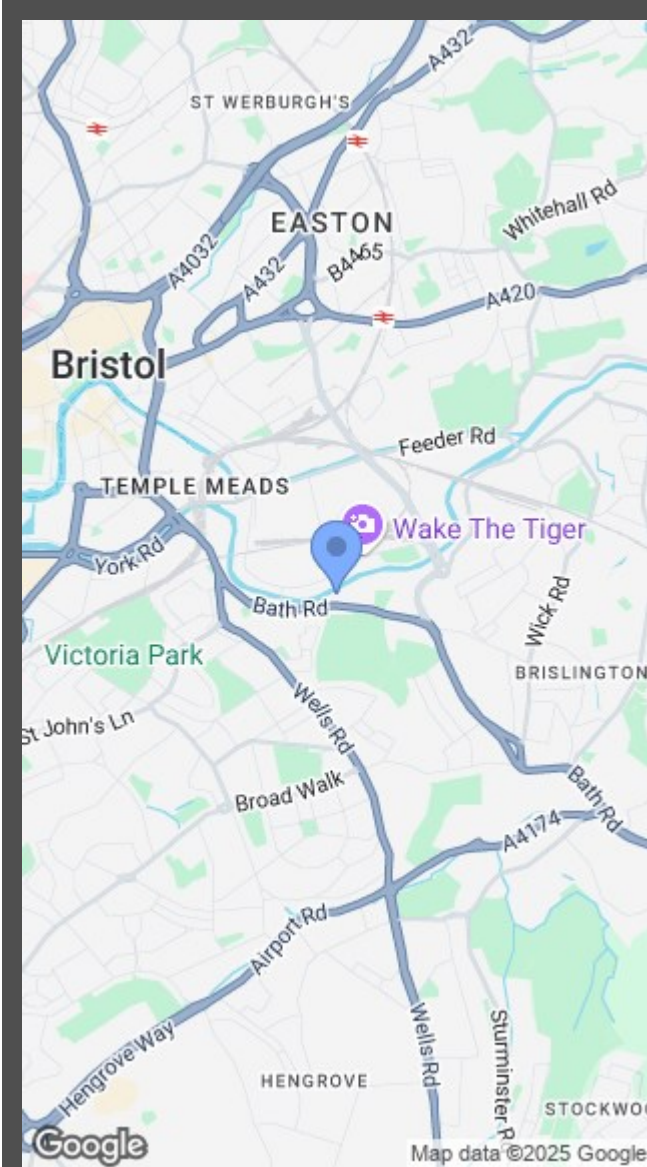 A432
ST WERBURGH'S
EASTON
Whitehall Rd
A4032
A432
B4465
A420
Bristol
Feeder Rd
TEMPLE MEADS
Wake The Tiger
York Rd
Bath Rd
Wick Rd
Victoria Park
BRISLINGTON
Wells Rd
St John's Ln
Broad Walk
Bath Rd
A4174
Airport Rd
Wells Rd
Sturminster R
Hengrove Way
HENGROVE
STOCKWO
Google
Map data ©2025 Google